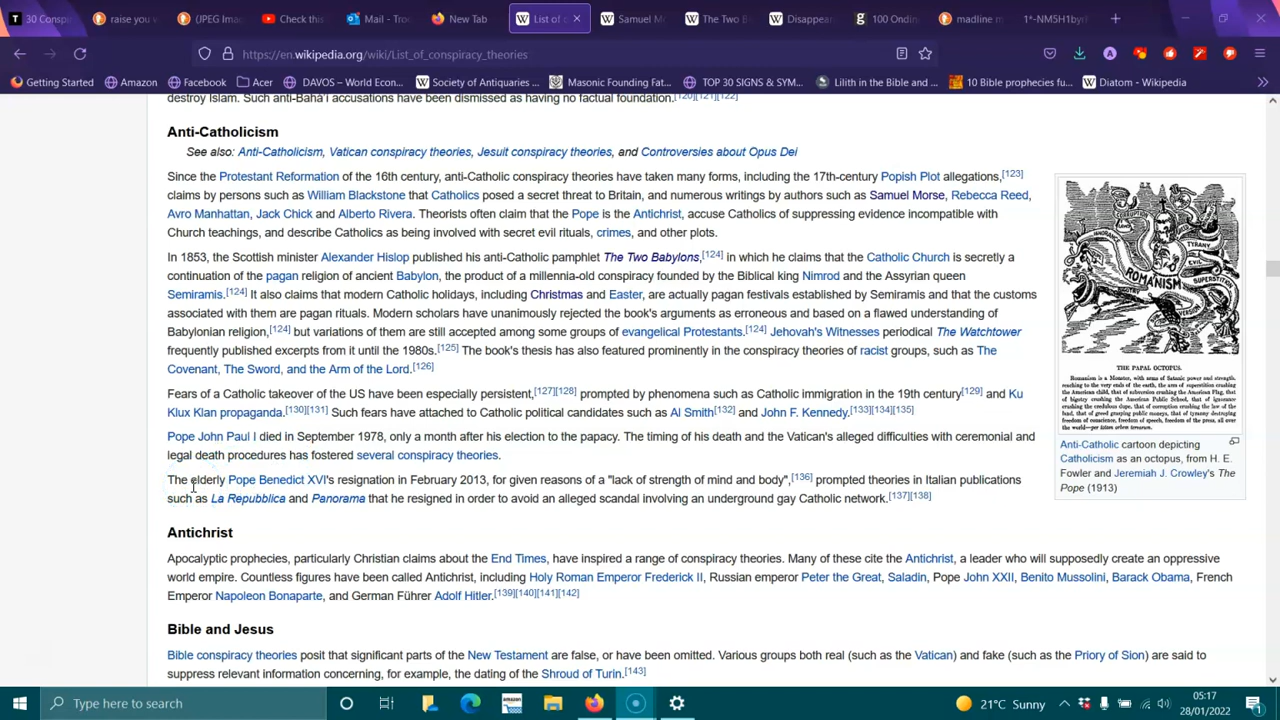 30 Consp
raise you v
(JPEG Imag
Check this
Mail - Troo
New Tab
List of c
Samuel Mo
The Two B
Disappear
100 Ondin
madline m
1*-NM5H1byF
https://en.wikipedia.org/wiki/List_of_conspiracy_theories
Getting Started
Amazon
Facebook
Acer
DAVOS – World Econ...
Society of Antiquaries ...
Masonic Founding Fat...
TOP 30 SIGNS & SYM...
Lilith in the Bible and ...
10 Bible prophecies fu...
Diatom - Wikipedia
destroy Islam. Such anti-Bahá'í accusations have been dismissed as having no factual foundation.[120][121][122]
Anti-Catholicism
See also: Anti-Catholicism, Vatican conspiracy theories, Jesuit conspiracy theories, and Controversies about Opus Dei
Since the Protestant Reformation of the 16th century, anti-Catholic conspiracy theories have taken many forms, including the 17th-century Popish Plot allegations,[123]
claims by persons such as William Blackstone that Catholics posed a secret threat to Britain, and numerous writings by authors such as Samuel Morse, Rebecca Reed,
Avro Manhattan, Jack Chick and Alberto Rivera. Theorists often claim that the Pope is the Antichrist, accuse Catholics of suppressing evidence incompatible with
Church teachings, and describe Catholics as being involved with secret evil rituals, crimes, and other plots.
In 1853, the Scottish minister Alexander Hislop published his anti-Catholic pamphlet The Two Babylons,[124] in which he claims that the Catholic Church is secretly a
continuation of the pagan religion of ancient Babylon, the product of a millennia-old conspiracy founded by the Biblical king Nimrod and the Assyrian queen
Semiramis.[124] It also claims that modern Catholic holidays, including Christmas and Easter, are actually pagan festivals established by Semiramis and that the customs
associated with them are pagan rituals. Modern scholars have unanimously rejected the book's arguments as erroneous and based on a flawed understanding of
Babylonian religion,[124] but variations of them are still accepted among some groups of evangelical Protestants.[124] Jehovah's Witnesses periodical The Watchtower
frequently published excerpts from it until the 1980s.[125] The book's thesis has also featured prominently in the conspiracy theories of racist groups, such as The
Covenant, The Sword, and the Arm of the Lord.[126]
Fears of a Catholic takeover of the US have been especially persistent,[127][128] prompted by phenomena such as Catholic immigration in the 19th century[129] and Ku
Klux Klan propaganda.[130][131] Such fears have attached to Catholic political candidates such as Al Smith[132] and John F. Kennedy.[133][134][135]
Pope John Paul I died in September 1978, only a month after his election to the papacy. The timing of his death and the Vatican's alleged difficulties with ceremonial and
legal death procedures has fostered several conspiracy theories.
The elderly Pope Benedict XVI's resignation in February 2013, for given reasons of a "lack of strength of mind and body",[136] prompted theories in Italian publications
such as La Repubblica and Panorama that he resigned in order to avoid an alleged scandal involving an underground gay Catholic network.[137][138]
ROMANISM
TYRANNY
EVIL
SUPERSTITION
THE PAPAL OCTOPUS.
Anti-Catholic cartoon depicting
Catholicism as an octopus, from H. E.
Fowler and Jeremiah J. Crowley's The
Pope (1913)
Antichrist
Apocalyptic prophecies, particularly Christian claims about the End Times, have inspired a range of conspiracy theories. Many of these cite the Antichrist, a leader who will supposedly create an oppressive
world empire. Countless figures have been called Antichrist, including Holy Roman Emperor Frederick II, Russian emperor Peter the Great, Saladin, Pope John XXII, Benito Mussolini, Barack Obama, French
Emperor Napoleon Bonaparte, and German Führer Adolf Hitler.[139][140][141][142]
Bible and Jesus
Bible conspiracy theories posit that significant parts of the New Testament are false, or have been omitted. Various groups both real (such as the Vatican) and fake (such as the Priory of Sion) are said to
suppress relevant information concerning, for example, the dating of the Shroud of Turin.[143]
Type here to search
21°C Sunny
05:17
28/01/2022